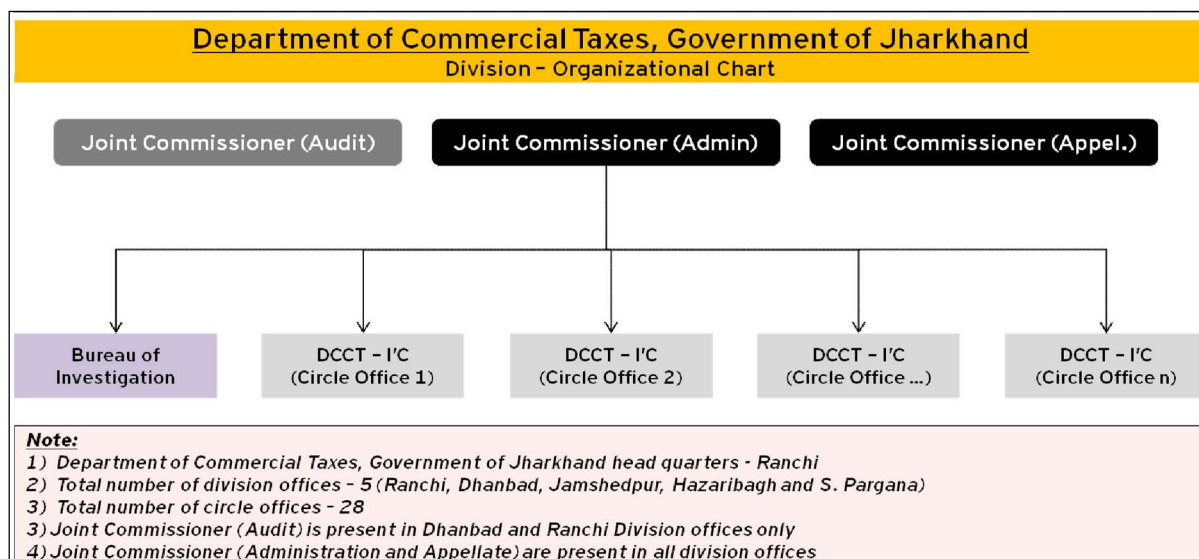 Department of Commercial Taxes, Government of Jharkhand
Division – Organizational Chart
Joint Commissioner (Audit)
Joint Commissioner (Admin)
Joint Commissioner (Appel.)
Bureau of
Investigation
DCCT – I'C
(Circle Office 1)
DCCT – I'C
(Circle Office 2)
DCCT – I'C
(Circle Office ...)
DCCT – I'C
(Circle Office n)
Note:
1) Department of Commercial Taxes, Government of Jharkhand head quarters - Ranchi
2) Total number of division offices – 5 (Ranchi, Dhanbad, Jamshedpur, Hazaribagh and S. Pargana)
3) Total number of circle offices – 28
3) Joint Commissioner (Audit) is present in Dhanbad and Ranchi Division offices only
4) Joint Commissioner (Administration and Appellate) are present in all division offices